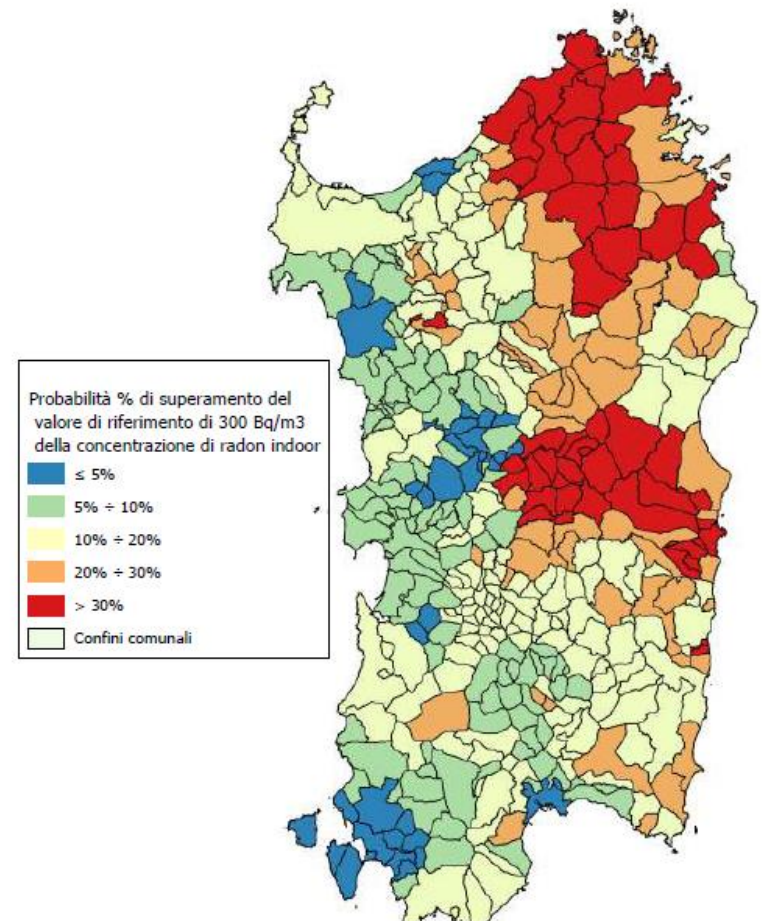 Probabilità % di superamento del
valore di riferimento di 300 Bq/m3
della concentrazione di radon indoor
≤ 5%
5% ÷ 10%
10% ÷ 20%
20% ÷ 30%
> 30%
Confini comunali